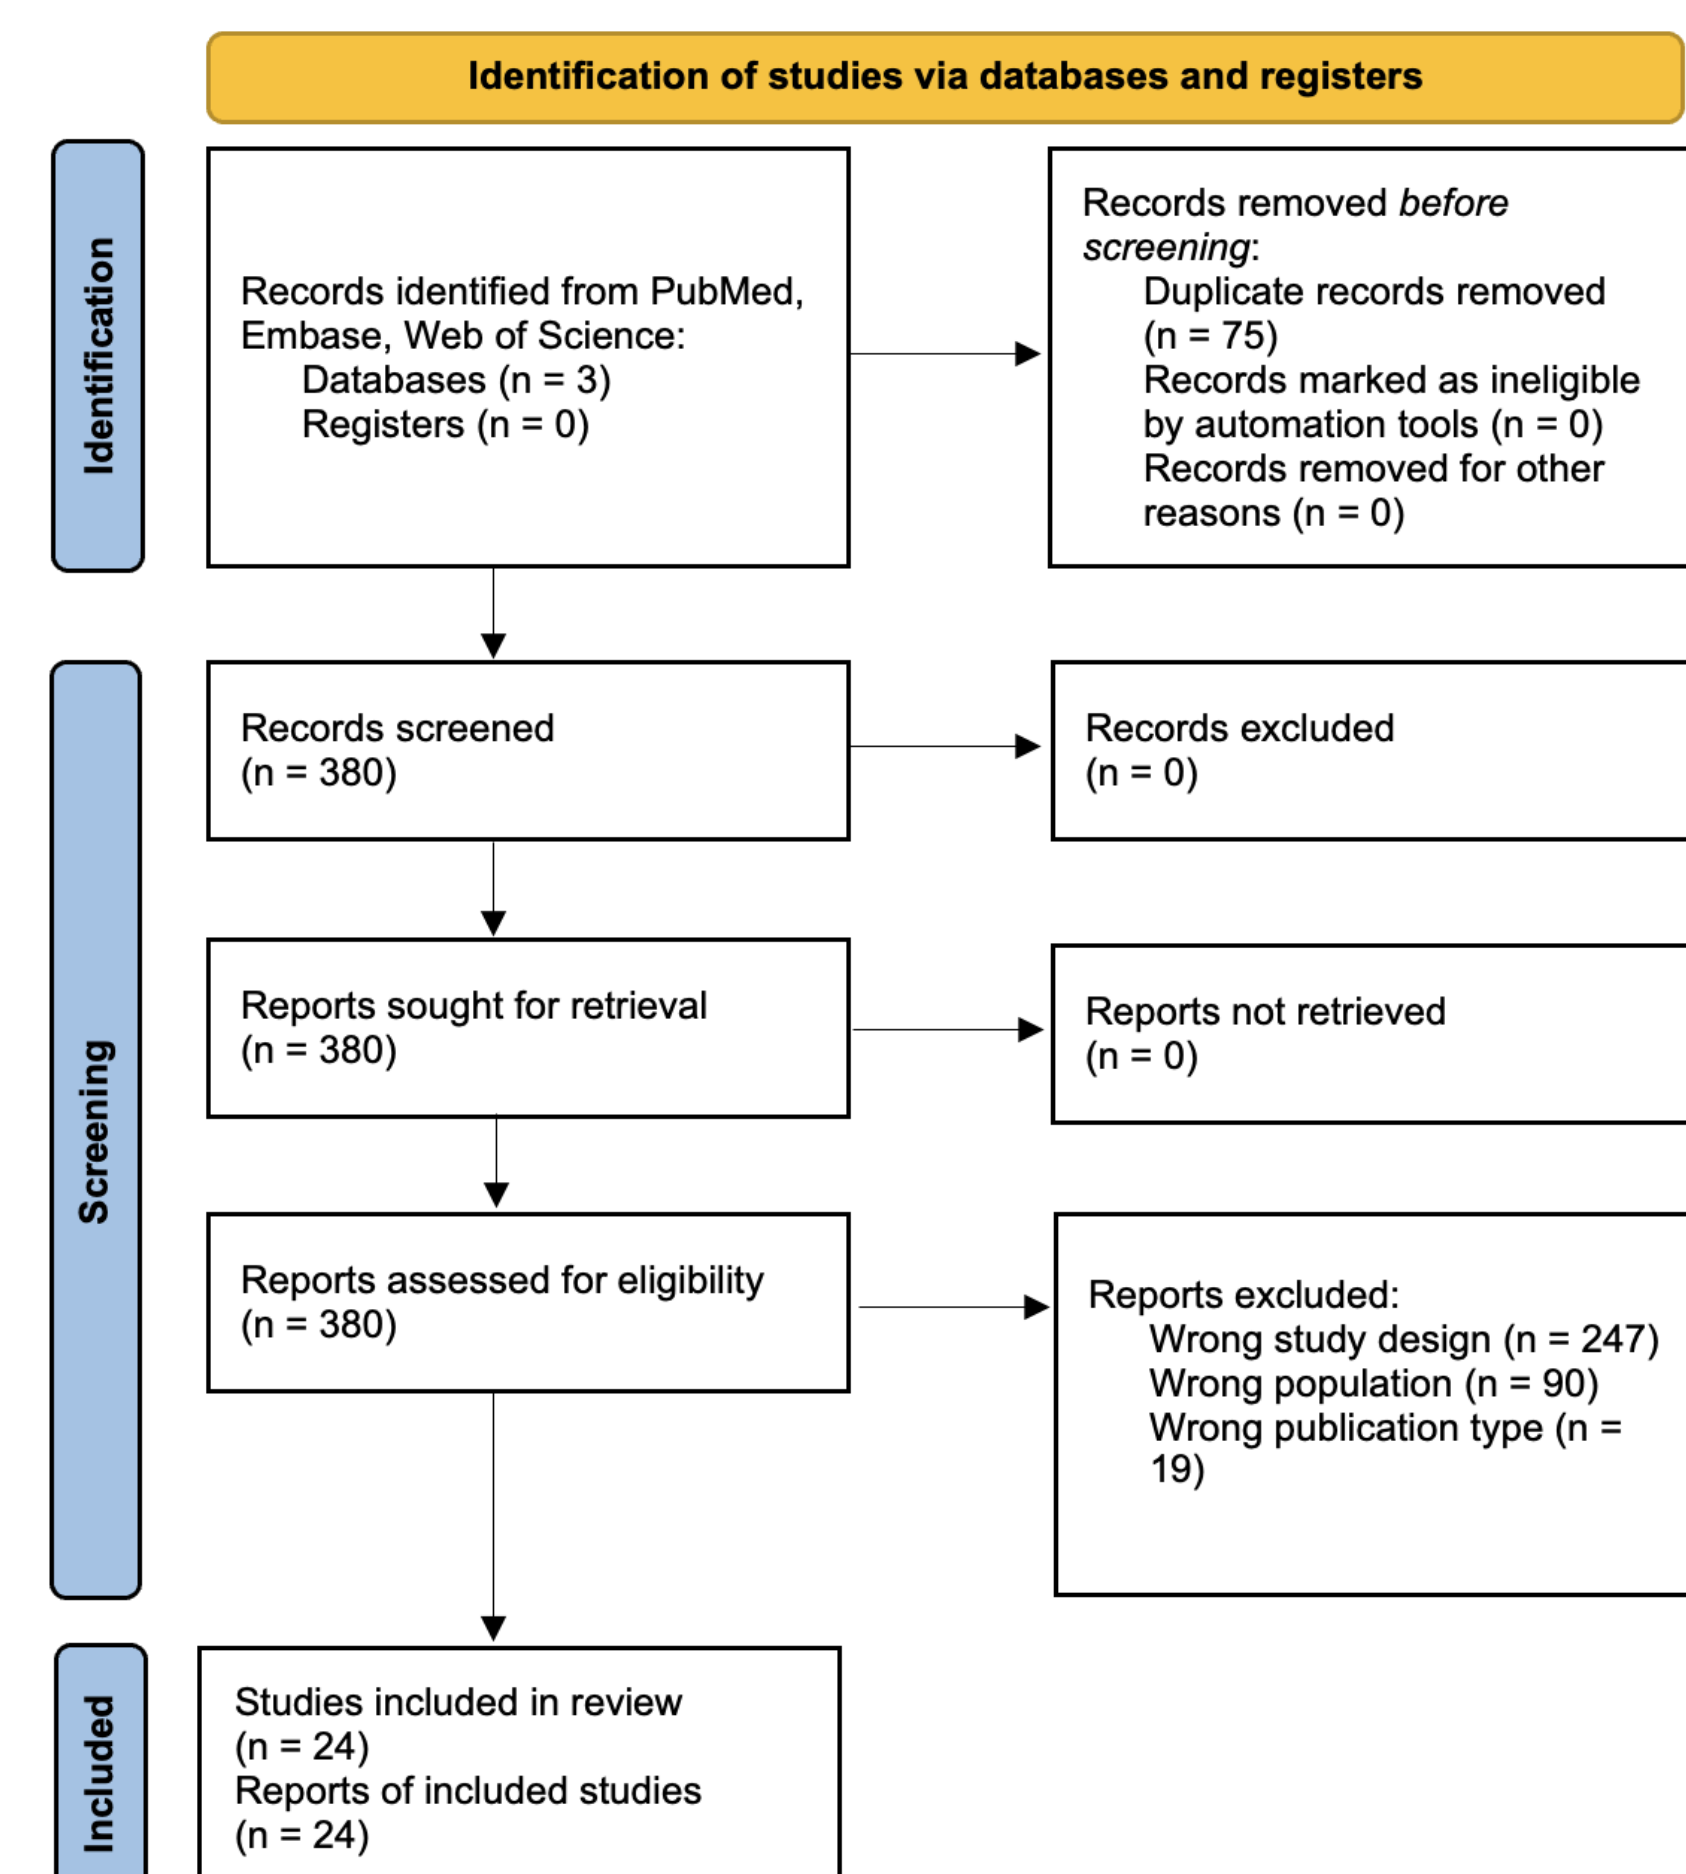 Identification of studies via databases and registers
Identification
Records identified from PubMed,
Embase, Web of Science:
Databases (n = 3)
Registers (n = 0)
Records removed before
screening:
Duplicate records removed
(n = 75)
Records marked as ineligible
by automation tools (n = 0)
Records removed for other
reasons (n = 0)
Screening
Records screened
(n = 380)
Records excluded
(n = 0)
Reports sought for retrieval
(n = 380)
Reports not retrieved
(n = 0)
Reports assessed for eligibility
(n = 380)
Reports excluded:
Wrong study design (n = 247)
Wrong population (n = 90)
Wrong publication type (n =
19)
Included
Studies included in review
(n = 24)
Reports of included studies
(n = 24)